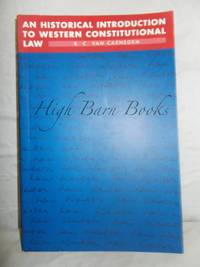 AN HISTORICAL INTRODUCTION
TO WESTERN CONSTITUTIONAL
LAW
R. C. VAN CAENEGEM
High Barn Books